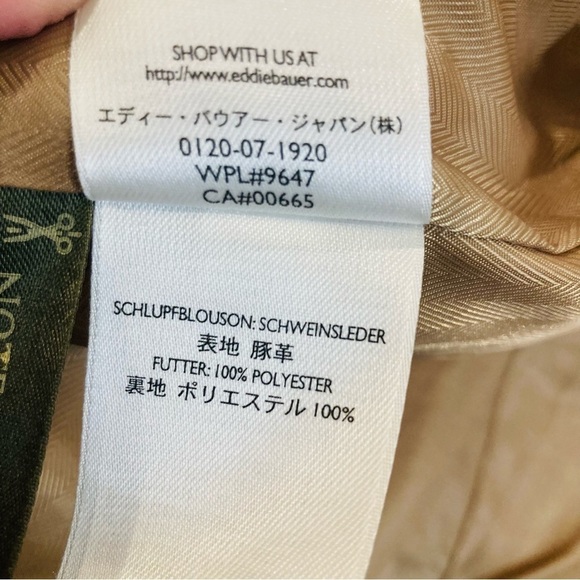 SHOP WITH US AT
http://www.eddiebauer.com
エディー・バウアー・ジャパン(株)
0120-07-1920
WPL#9647
CA#00665
SCHLUPFBLOUSON: SCHWEINSLEDER
表地 豚革
FUTTER: 100% POLYESTER
裏地 ポリエステル 100%
NOTE